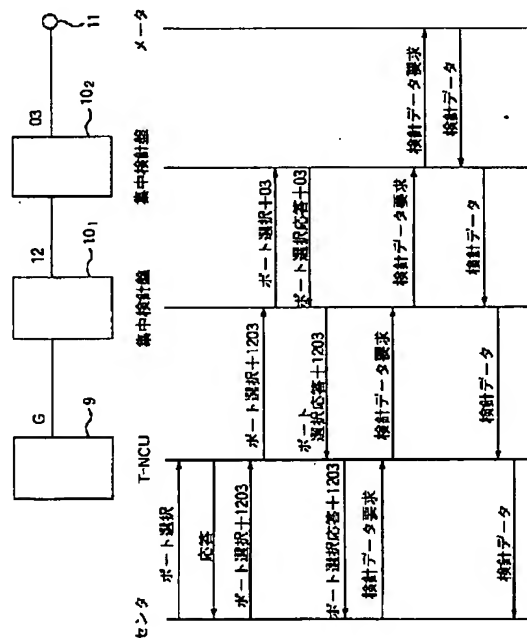 G
12
03
9
10₁
10₂
11
センタ
T-NCU
集中検針盤
集中検針盤
メータ
ポート選択
応答
ポート選択+1203
ポート選択+1203
ポート選択+03
ポート選択応答+03
ポート
選択応答+1203
ポート選択応答+1203
検針データ要求
検針データ要求
検針データ要求
検針データ要求
検針データ
検針データ
検針データ
検針データ